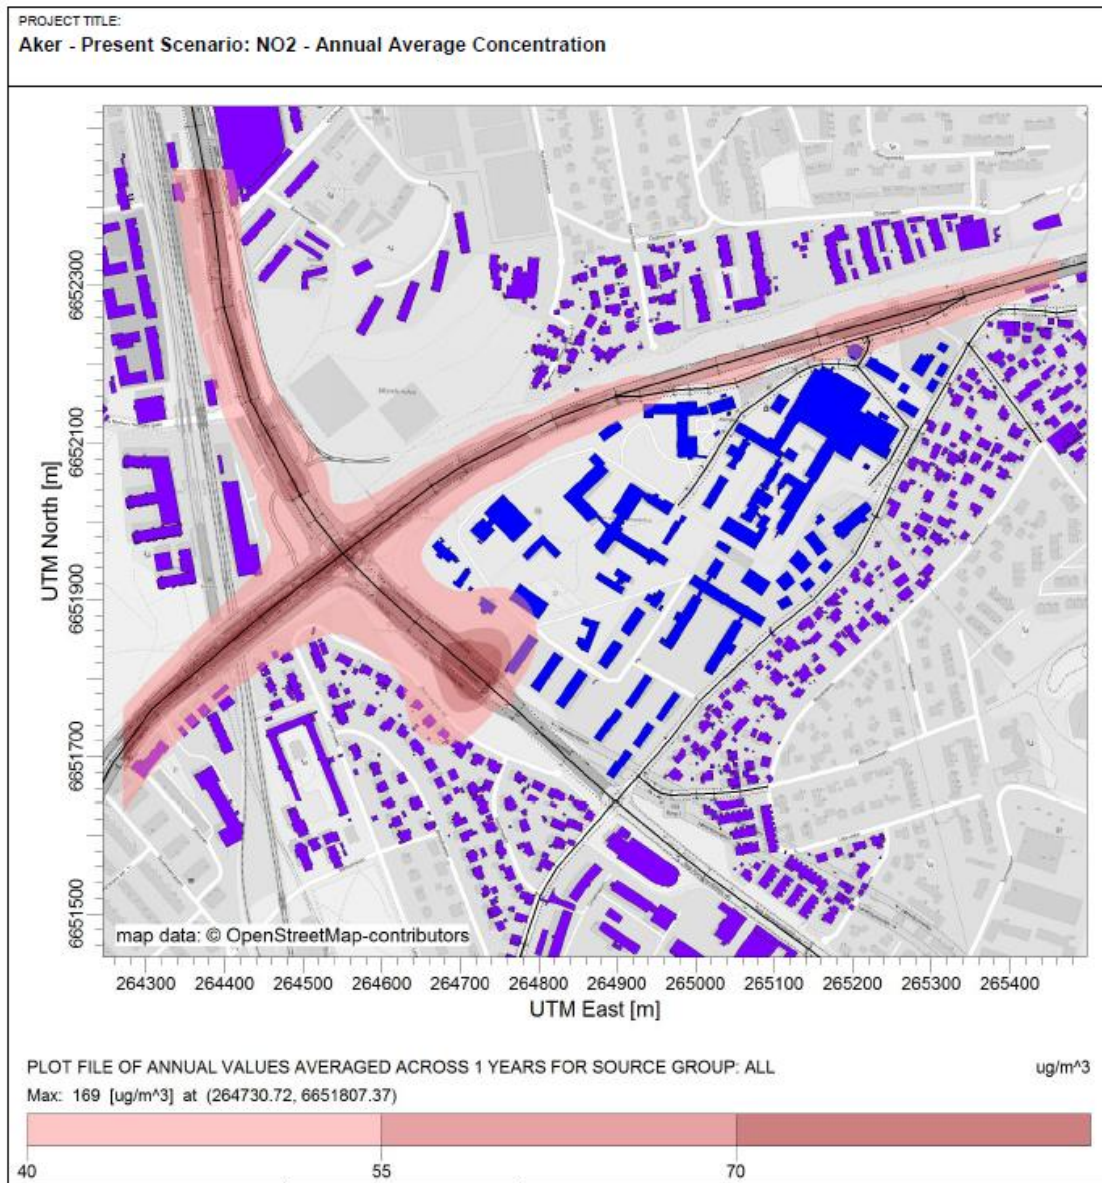 PROJECT TITLE:
Aker - Present Scenario: NO2 - Annual Average Concentration
UTM North [m]
6652300
6652100
6651900
6651700
6651500
map data: © OpenStreetMap-contributors
264300 264400 264500 264600 264700 264800 264900 265000 265100 265200 265300 265400
UTM East [m]
PLOT FILE OF ANNUAL VALUES AVERAGED ACROSS 1 YEARS FOR SOURCE GROUP: ALL ug/m^3
Max: 169 [ug/m^3] at (264730.72, 6651807.37)
40 55 70